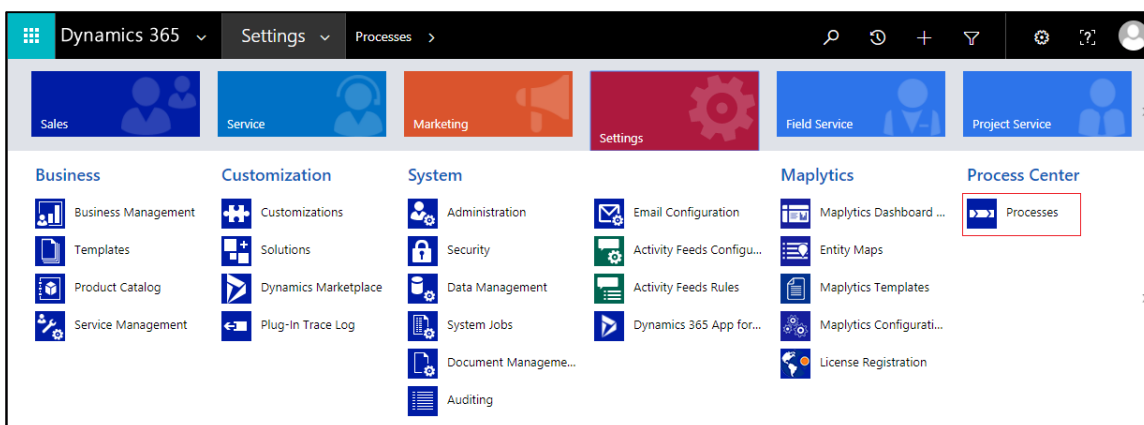 Dynamics 365 Settings Processes
Sales Service Marketing Settings Field Service Project Service
Business
Business Management
Templates
Product Catalog
Service Management
Customization
Customizations
Solutions
Dynamics Marketplace
Plug-In Trace Log
System
Administration
Security
Data Management
System Jobs
Document Manageme...
Auditing
Email Configuration
Activity Feeds Configu...
Activity Feeds Rules
Dynamics 365 App for...
Maplytics
Maplytics Dashboard ...
Entity Maps
Maplytics Templates
Maplytics Configurati...
License Registration
Process Center
Processes